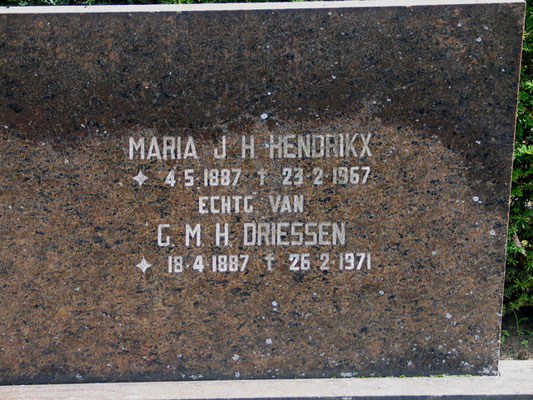 MARIA J H HENDRIKX
✦ 4 5 1887 † 23 2 1967
ECHTG VAN
G M H DRIESSEN
✦ 18 4 1887 † 26 2 1971